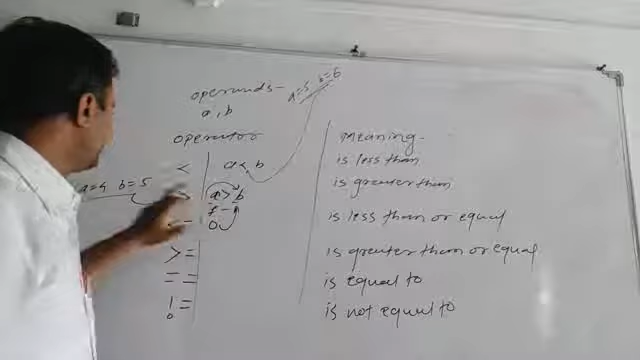 operands- a=5 b=6
a, b
operator Meaning-
< a < b is less than
a=4 b=5 > a > b is greater than
is less than or equal
0
>= is greater than or equal
== is equal to
!= is not equal to